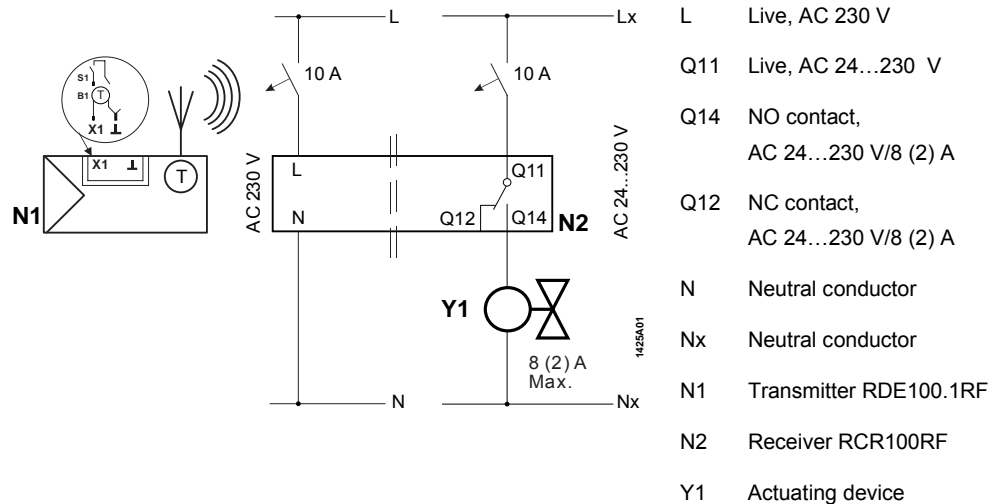 L
Lx
10 A
10 A
S1
B1 T
X1
X1
T
N1
AC 230 V
L
N
Q11
Q12
Q14
N2
AC 24...230 V
Y1
8 (2) A
Max.
1425A01
N
Nx
L Live, AC 230 V
Q11 Live, AC 24…230 V
Q14 NO contact,
AC 24…230 V/8 (2) A
Q12 NC contact,
AC 24…230 V/8 (2) A
N Neutral conductor
Nx Neutral conductor
N1 Transmitter RDE100.1RF
N2 Receiver RCR100RF
Y1 Actuating device